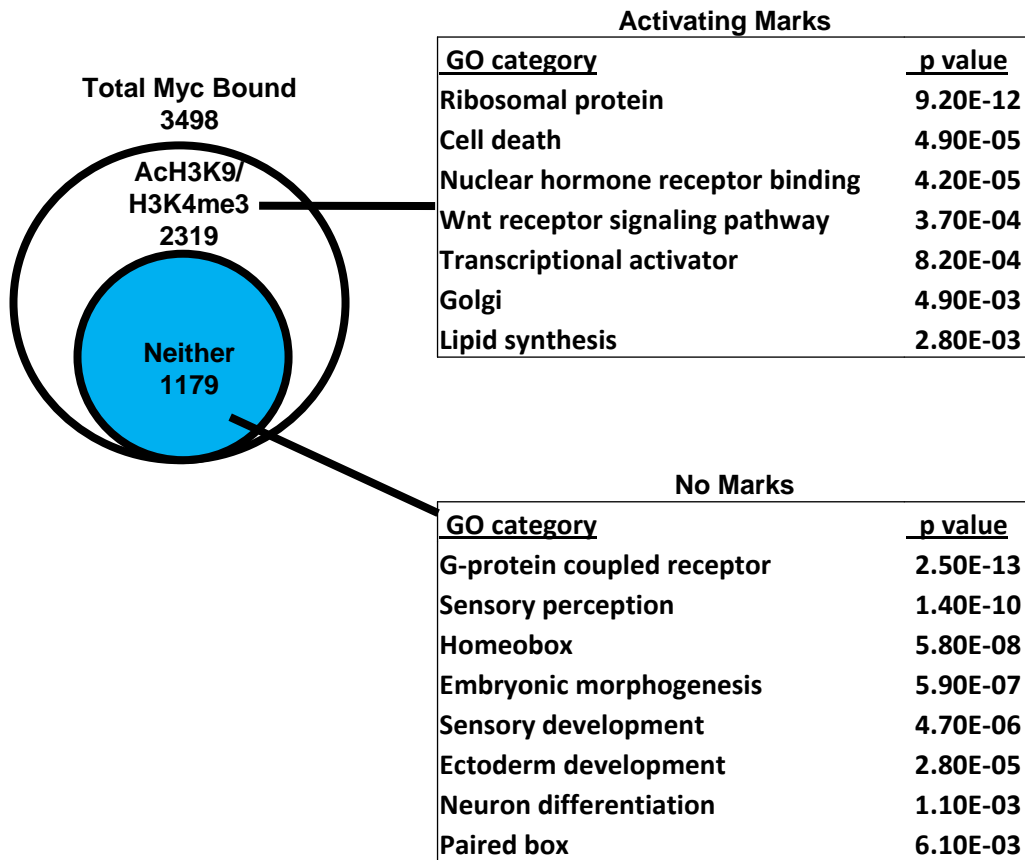 Total Myc Bound
3498
AcH3K9/
H3K4me3
2319
Neither
1179
Activating Marks
GO category p value
Ribosomal protein 9.20E-12
Cell death 4.90E-05
Nuclear hormone receptor binding 4.20E-05
Wnt receptor signaling pathway 3.70E-04
Transcriptional activator 8.20E-04
Golgi 4.90E-03
Lipid synthesis 2.80E-03
No Marks
GO category p value
G-protein coupled receptor 2.50E-13
Sensory perception 1.40E-10
Homeobox 5.80E-08
Embryonic morphogenesis 5.90E-07
Sensory development 4.70E-06
Ectoderm development 2.80E-05
Neuron differentiation 1.10E-03
Paired box 6.10E-03